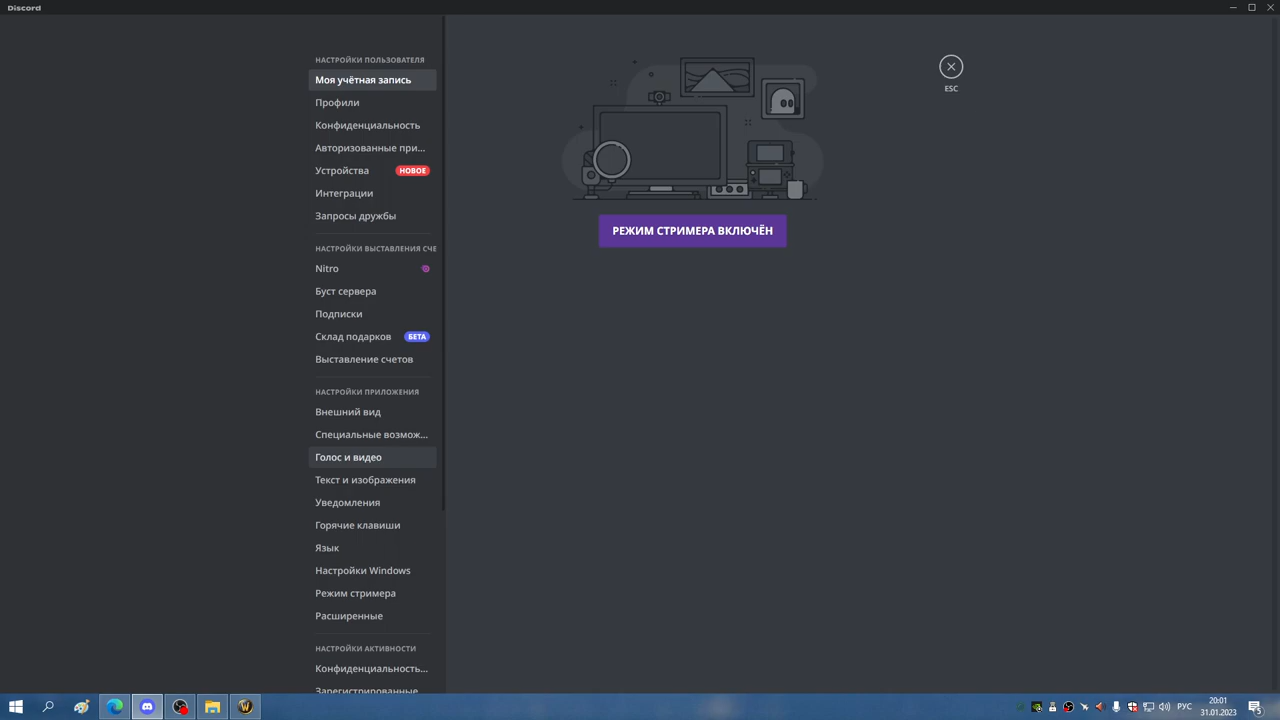 Discord
НАСТРОЙКИ ПОЛЬЗОВАТЕЛЯ
Моя учётная запись
Профили
Конфиденциальность
Авторизованные при...
Устройства НОВОЕ
Интеграции
Запросы дружбы
НАСТРОЙКИ ВЫСТАВЛЕНИЯ СЧЕ
Nitro
Буст сервера
Подписки
Склад подарков БЕТА
Выставление счетов
НАСТРОЙКИ ПРИЛОЖЕНИЯ
Внешний вид
Специальные возмож...
Голос и видео
Текст и изображения
Уведомления
Горячие клавиши
Язык
Настройки Windows
Режим стримера
Расширенные
НАСТРОЙКИ АКТИВНОСТИ
Конфиденциальность...
Зарегистрированные
ESC
РЕЖИМ СТРИМЕРА ВКЛЮЧЁН
РУС
20:01
31.01.2023
5